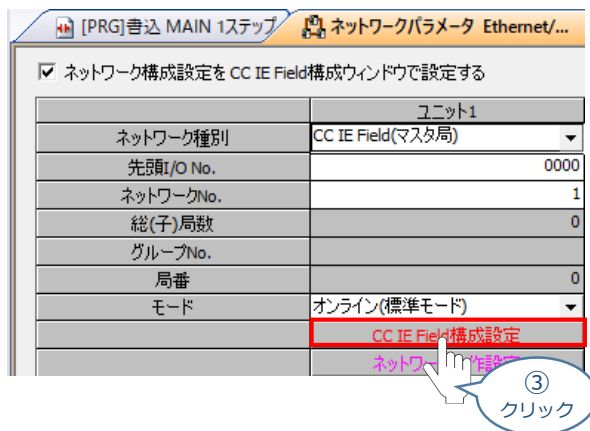 [PRG]書込 MAIN 1ステップ
ネットワークパラメータ Ethernet/...
ネットワーク構成設定を CC IE Field構成ウィンドウで設定する
ユニット1
ネットワーク種別 CC IE Field(マスタ局)
先頭I/O No. 0000
ネットワークNo. 1
総(子)局数 0
グループNo.
局番 0
モード オンライン(標準モード)
CC IE Field構成設定
③
クリック